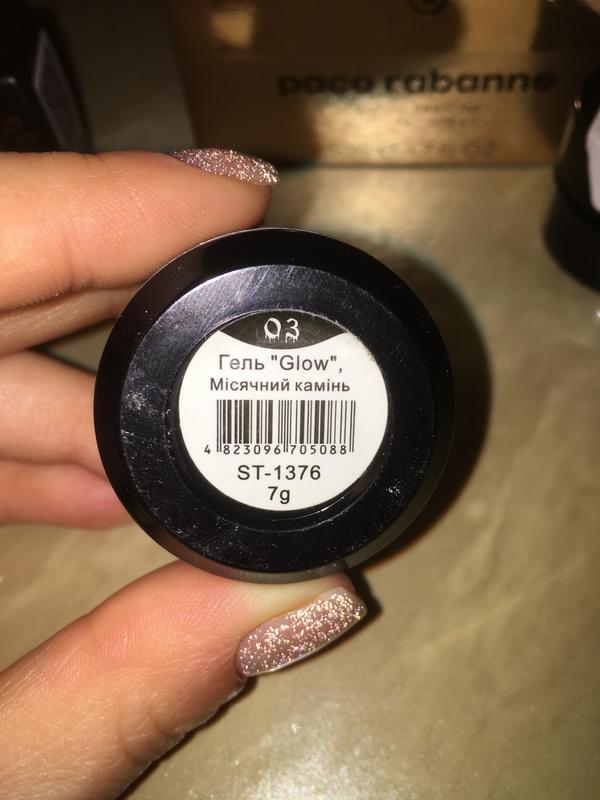 paco rabanne
03
Гель "Glow",
Місячний камінь
4 823096 705088
ST-1376
7g